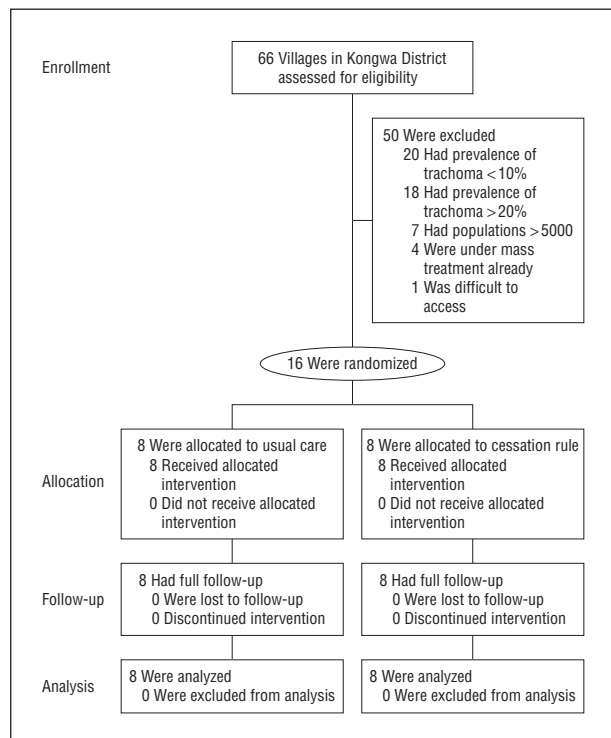 Enrollment
66 Villages in Kongwa District
assessed for eligibility
50 Were excluded
20 Had prevalence of
trachoma <10%
18 Had prevalence of
trachoma >20%
7 Had populations >5000
4 Were under mass
treatment already
1 Was difficult to
access
16 Were randomized
Allocation
8 Were allocated to usual care
8 Received allocated
intervention
0 Did not receive allocated
intervention
8 Were allocated to cessation rule
8 Received allocated
intervention
0 Did not receive allocated
intervention
Follow-up
8 Had full follow-up
0 Were lost to follow-up
0 Discontinued intervention
8 Had full follow-up
0 Were lost to follow-up
0 Discontinued intervention
Analysis
8 Were analyzed
0 Were excluded from analysis
8 Were analyzed
0 Were excluded from analysis